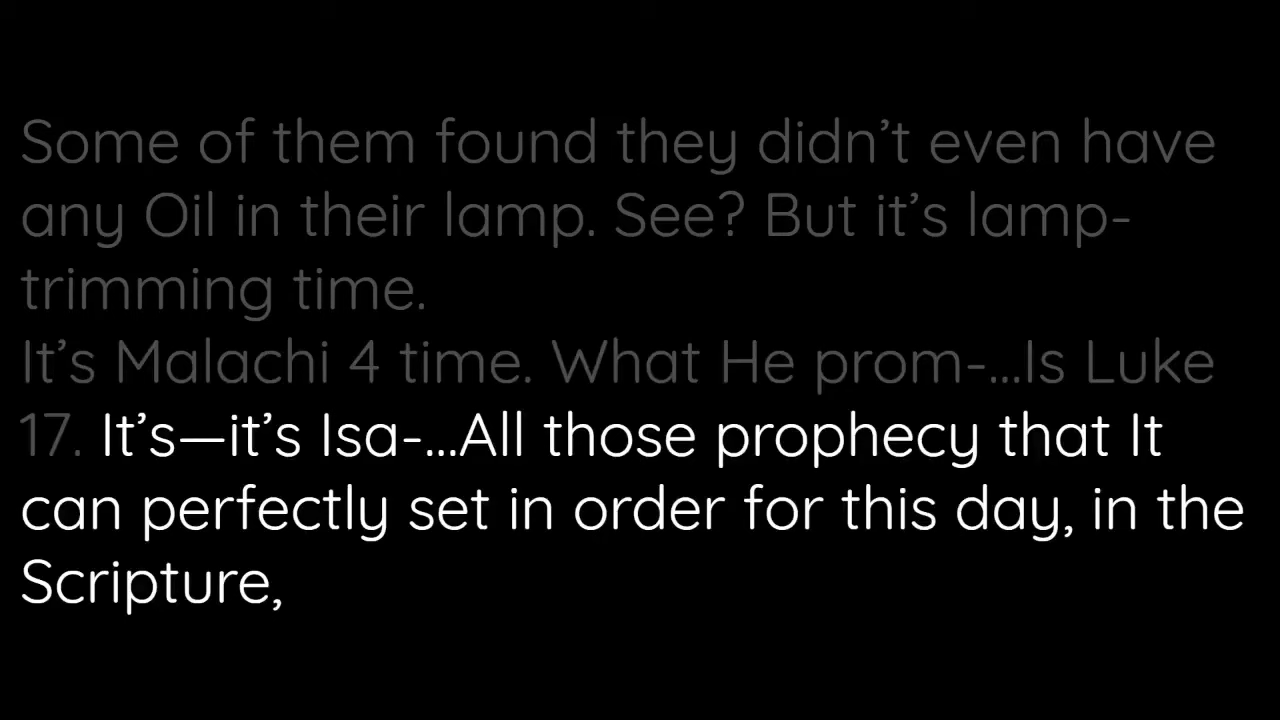 Some of them found they didn’t even have
any Oil in their lamp. See? But it’s lamp-
trimming time.
It’s Malachi 4 time. What He prom-...Is Luke
17. It’s—it’s Isa-...All those prophecy that It
can perfectly set in order for this day, in the
Scripture,